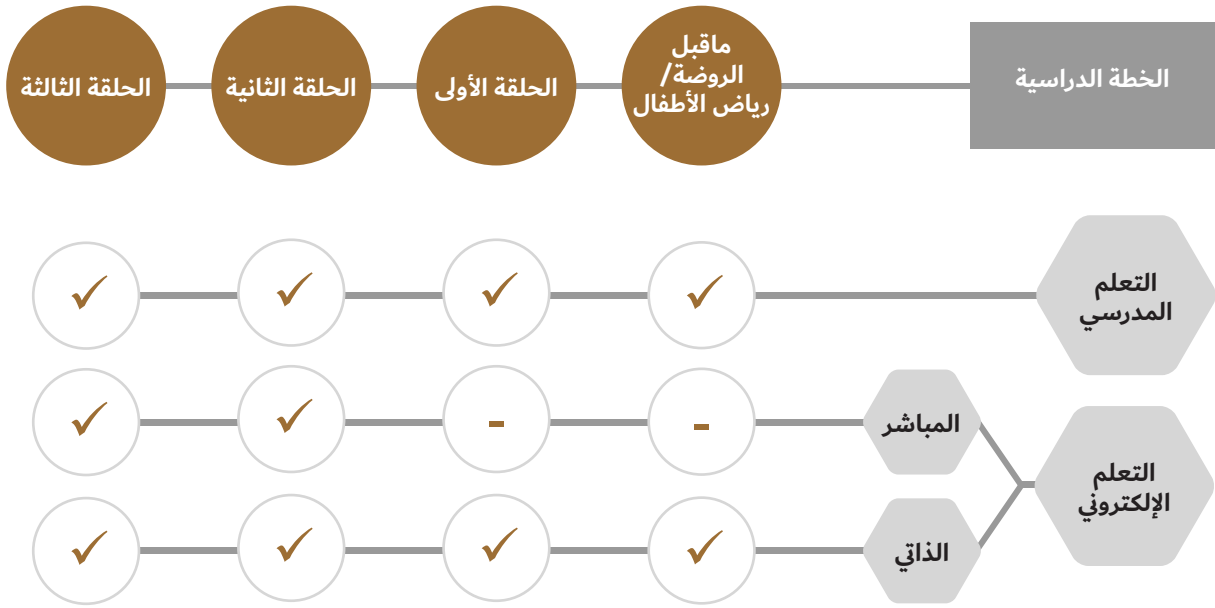 الخطة الدراسية
ماقبل
الروضة/
رياض الأطفال
الحلقة الأولى
الحلقة الثانية
الحلقة الثالثة
التعلم
المدرسي
✓ ✓ ✓ ✓
التعلم
الإلكتروني
المباشر
- - ✓ ✓
الذاتي
✓ ✓ ✓ ✓